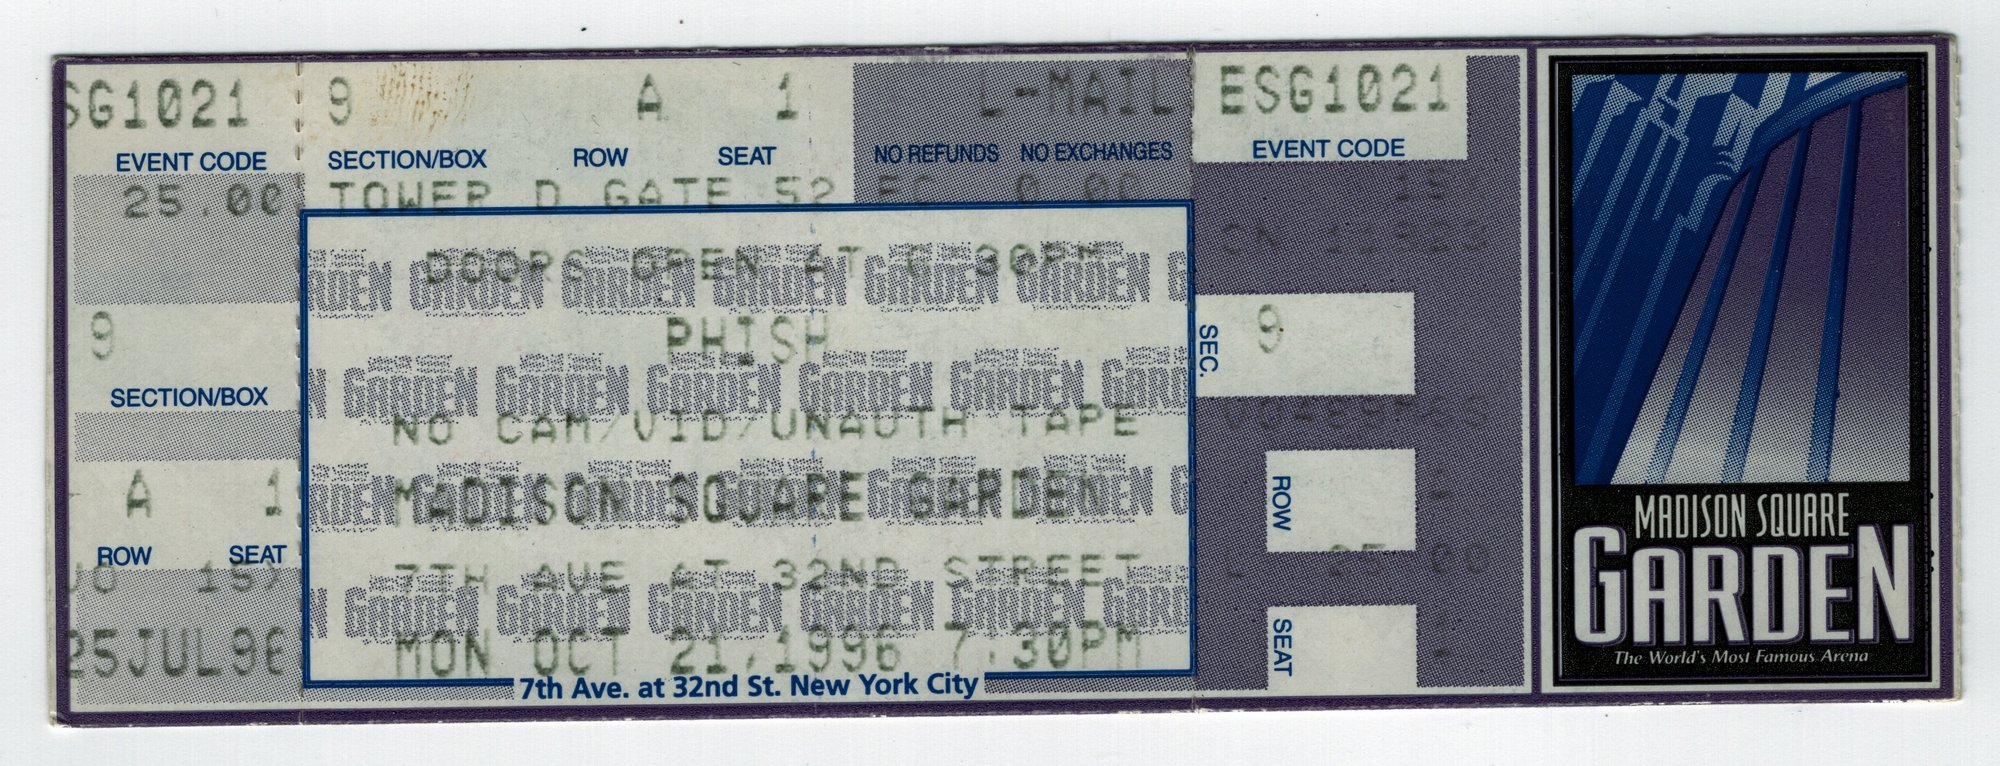 SG1021
EVENT CODE
25.00
9
SECTION/BOX
A 1
ROW SEAT
157
25JUL96
9 A 1 L-MAIL
SECTION/BOX ROW SEAT NO REFUNDS NO EXCHANGES
TOWER D GATE 52
DOORS OPEN AT 6:30PM
PHISH
NO CAM/VID/UNAUTH TAPE
MADISON SQUARE GARDEN
7TH AVE AT 32ND STREET
MON OCT 21,1996 7:30PM
7th Ave. at 32nd St. New York City
ESG1021
EVENT CODE
SEC. 9
ROW
25.00
SEAT
MADISON SQUARE
GARDEN
The World's Most Famous Arena